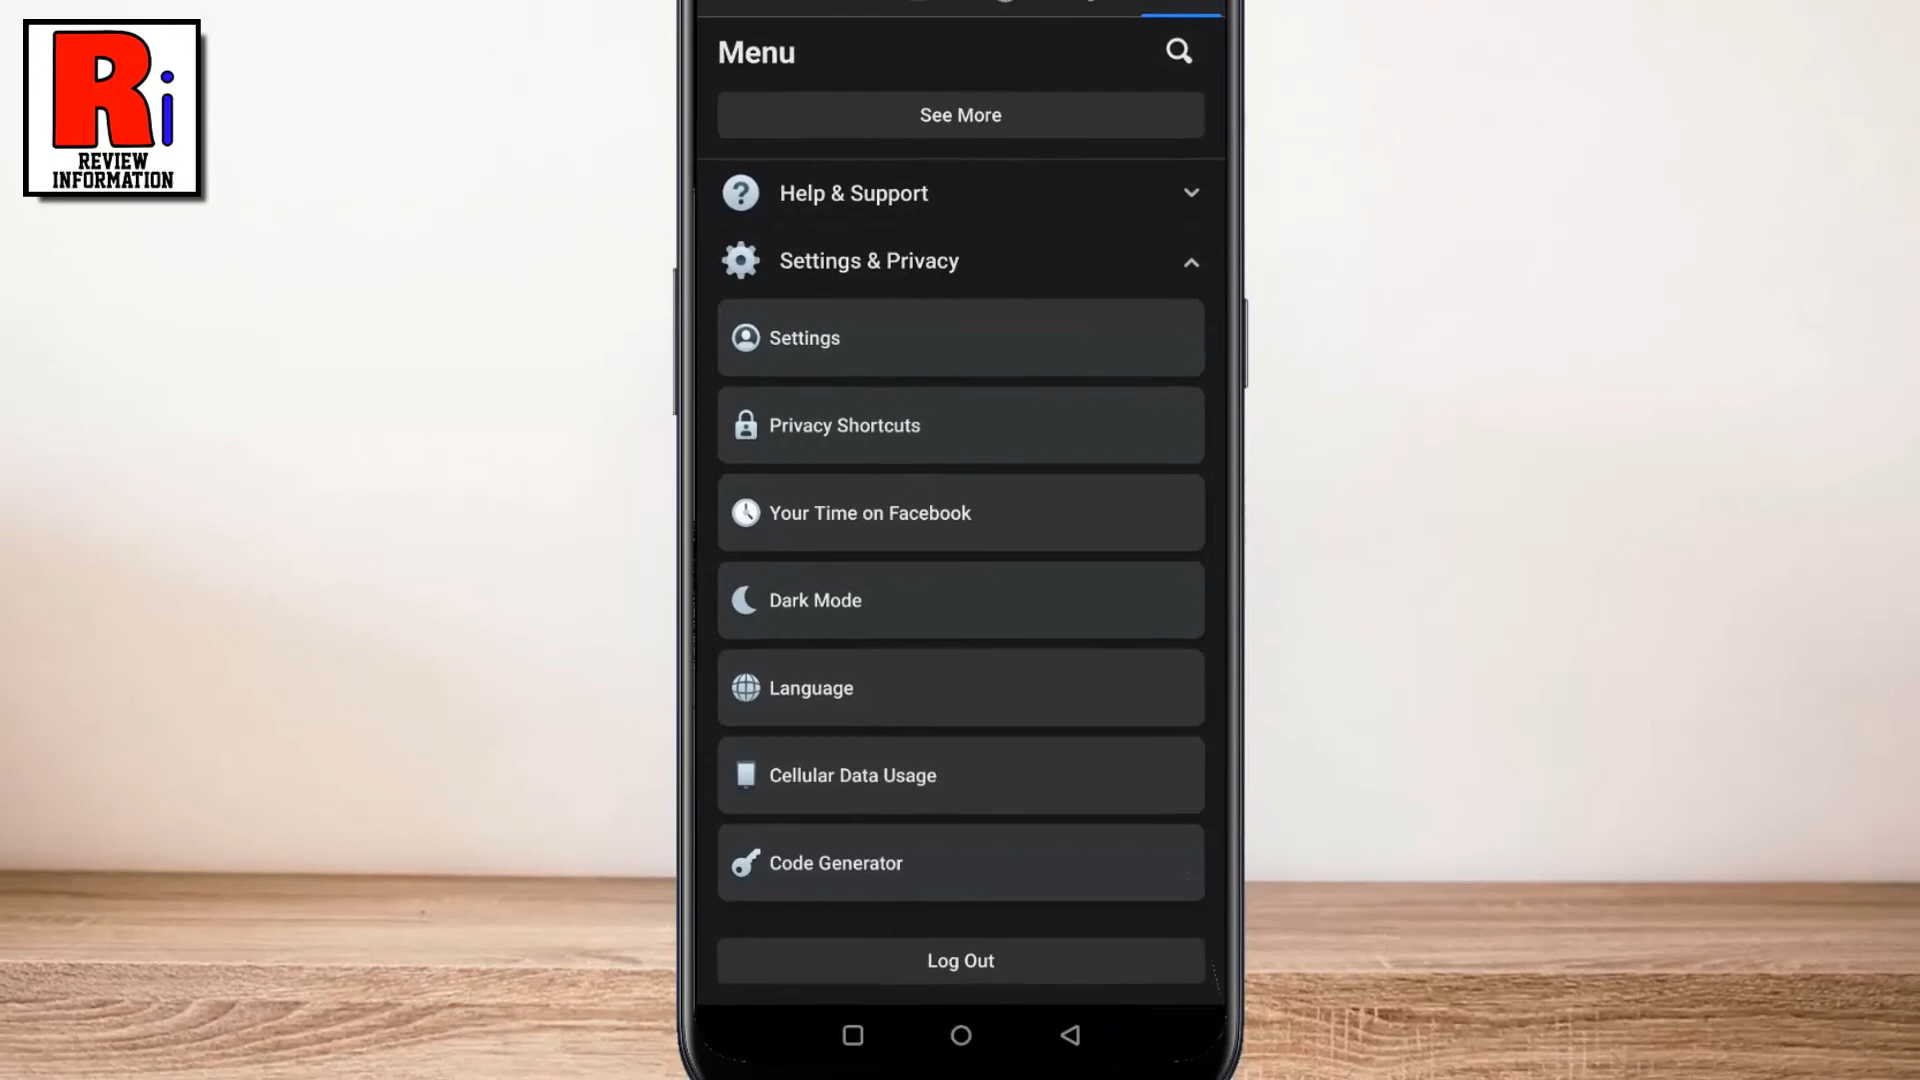 Ri
REVIEW
INFORMATION
Menu
See More
Help & Support
Settings & Privacy
Settings
Privacy Shortcuts
Your Time on Facebook
Dark Mode
Language
Cellular Data Usage
Code Generator
Log Out